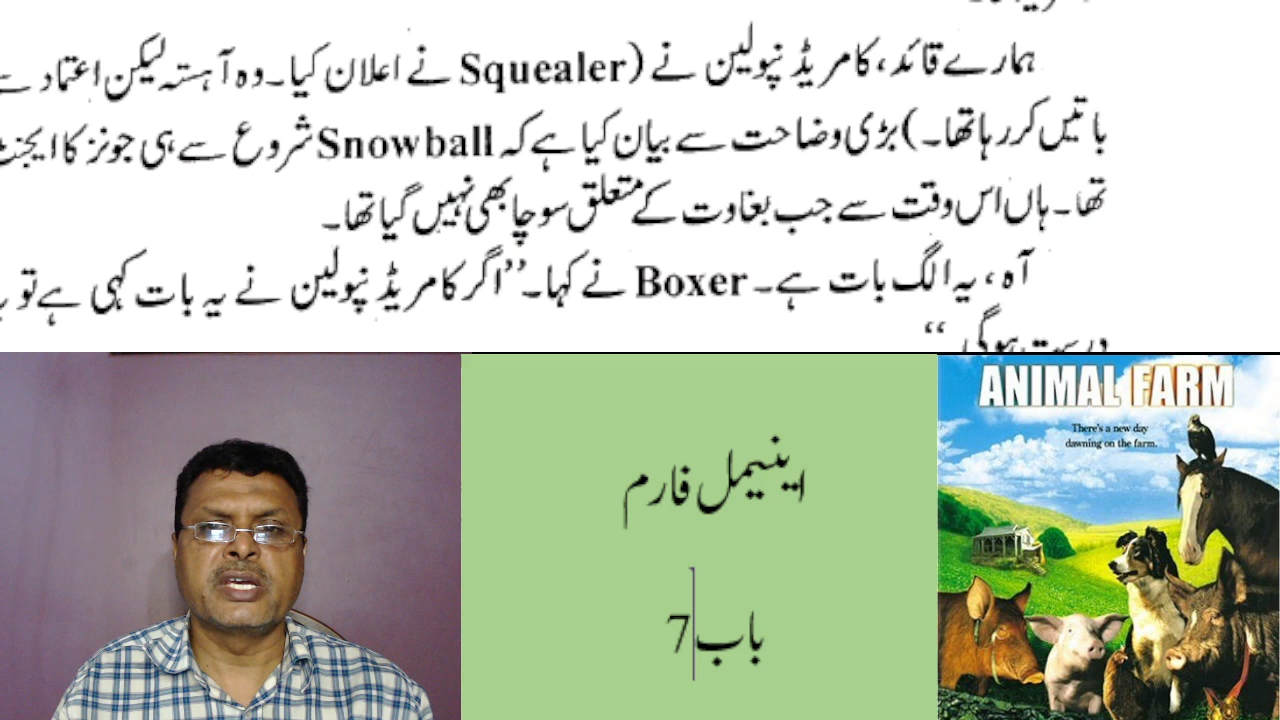 ہمارے قائد، کامریڈ نپولین نے (Squealer نے اعلان کیا۔ وہ آہستہ لیکن اعتماد سے
باتیں کررہا تھا۔) بڑی وضاحت سے بیان کیا ہے کہ Snowball شروع سے ہی جونز کا ایجنٹ
تھا۔ ہاں اس وقت سے جب بغاوت کے متعلق سوچا بھی نہیں گیا تھا۔
آہ، یہ الگ بات ہے۔ Boxer نے کہا۔ ”اگر کامریڈ نپولین نے یہ بات کہی ہے تو
درست ہوگی۔“
اینیمل فارم
باب 7
ANIMAL FARM
There's a new day
dawning on the farm.